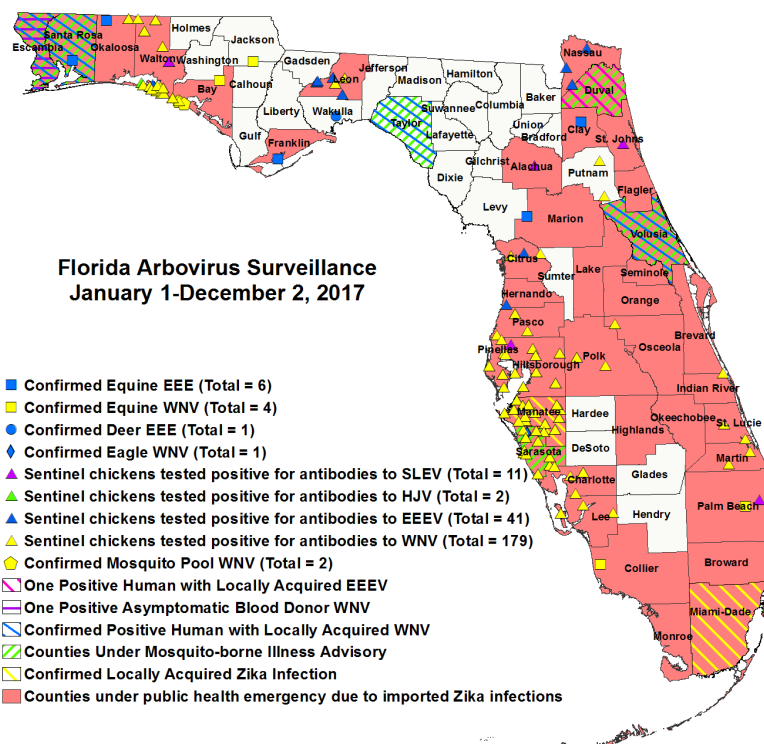 Holmes
Jackson
Escambia
Santa Rosa
Okaloosa
Walton
Washington
Bay
Calhoun
Gadsden
Leon
Jefferson
Madison
Hamilton
Liberty
Wakulla
Gulf
Franklin
Taylor
Suwannee
Columbia
Lafayette
Baker
Union
Bradford
Nassau
Duval
Clay
St. Johns
Gilchrist
Alachua
Dixie
Putnam
Flagler
Levy
Marion
Volusia
Citrus
Sumter
Lake
Seminole
Hernando
Orange
Pasco
Brevard
Osceola
Pinellas
Hillsborough
Polk
Indian River
Manatee
Hardee
Highlands
Okeechobee
St. Lucie
Sarasota
DeSoto
Martin
Charlotte
Glades
Lee
Hendry
Palm Beach
Collier
Broward
Miami-Dade
Monroe
Florida Arbovirus Surveillance
January 1-December 2, 2017
Confirmed Equine EEE (Total = 6)
Confirmed Equine WNV (Total = 4)
Confirmed Deer EEE (Total = 1)
Confirmed Eagle WNV (Total = 1)
Sentinel chickens tested positive for antibodies to SLEV (Total = 11)
Sentinel chickens tested positive for antibodies to HJV (Total = 2)
Sentinel chickens tested positive for antibodies to EEEV (Total = 41)
Sentinel chickens tested positive for antibodies to WNV (Total = 179)
Confirmed Mosquito Pool WNV (Total = 2)
One Positive Human with Locally Acquired EEEV
One Positive Asymptomatic Blood Donor WNV
Confirmed Positive Human with Locally Acquired WNV
Counties Under Mosquito-borne Illness Advisory
Confirmed Locally Acquired Zika Infection
Counties under public health emergency due to imported Zika infections